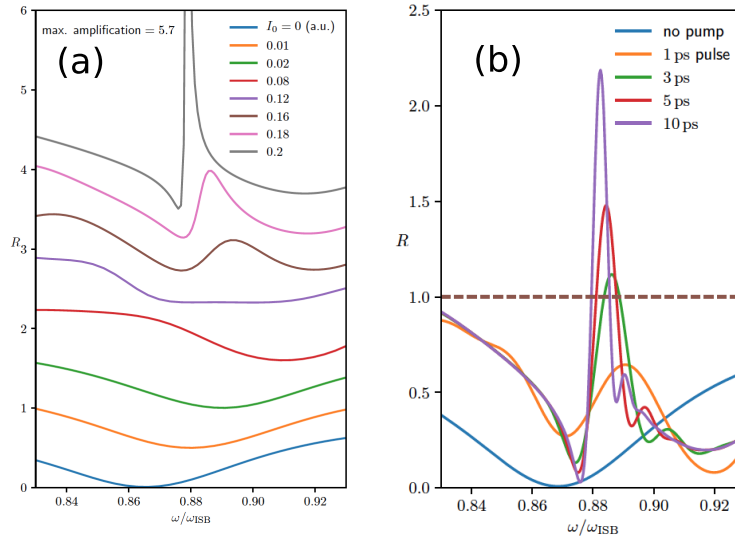 max. amplification = 5.7
(a)
I₀ = 0 (a.u.)
0.01
0.02
0.08
0.12
0.16
0.18
0.2
6
5
4
3
2
1
0
R
0.84 0.86 0.88 0.90 0.92
ω/ω_ISB
(b)
no pump
1 ps pulse
3 ps
5 ps
10 ps
2.5
2.0
1.5
1.0
0.5
0.0
R
0.84 0.86 0.88 0.90 0.92
ω/ω_ISB